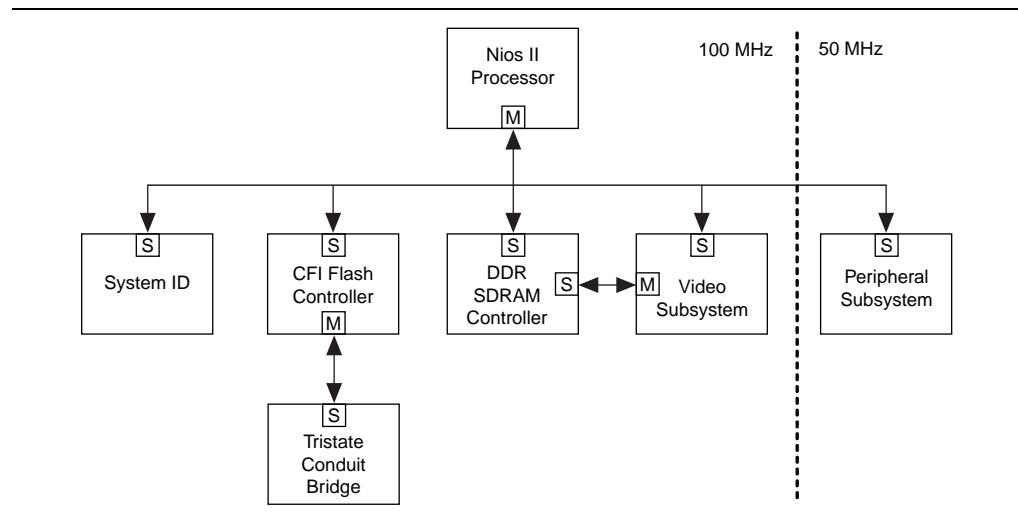 Nios II
Processor
M
100 MHz
50 MHz
S
System ID
S
CFI Flash
Controller
M
S
DDR
SDRAM
Controller
S
M
S
Video
Subsystem
S
Peripheral
Subsystem
S
Tristate
Conduit
Bridge